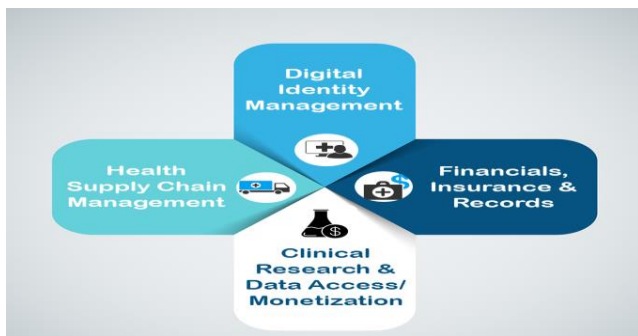 Digital
Identity
Management
Health
Supply Chain
Management
Financials,
Insurance &
Records
$
$
Clinical
Research &
Data Access/
Monetization